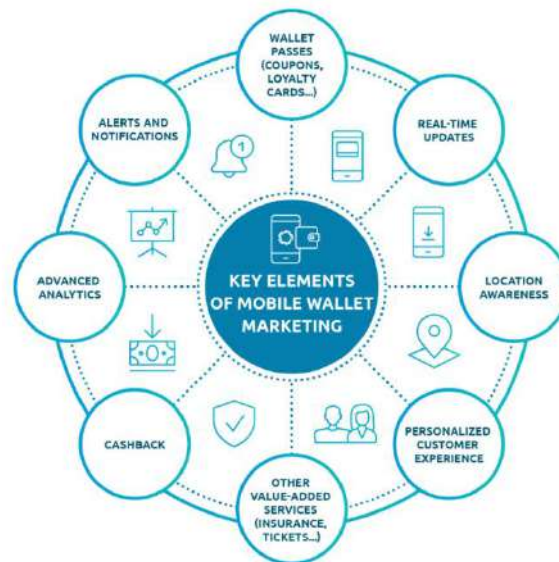 WALLET
PASSES
(COUPONS,
LOYALTY
CARDS...)
REAL-TIME
UPDATES
LOCATION
AWARENESS
PERSONALIZED
CUSTOMER
EXPERIENCE
OTHER
VALUE-ADDED
SERVICES
(INSURANCE,
TICKETS...)
CASHBACK
ADVANCED
ANALYTICS
ALERTS AND
NOTIFICATIONS
1
KEY ELEMENTS
OF MOBILE WALLET
MARKETING